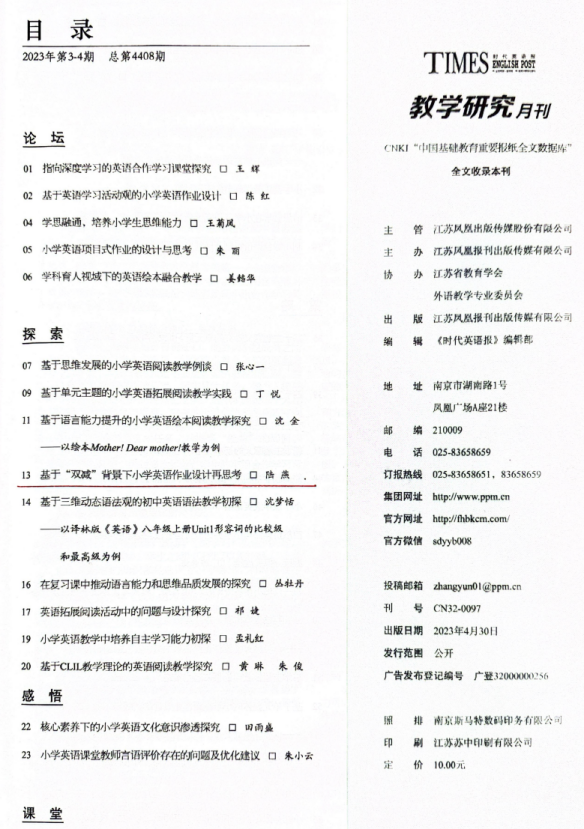 目 录
2023年第3-4期 总第4408期
论 坛
01 指向深度学习的英语合作学习课堂探究 □ 王 辉
02 基于英语学习活动观的小学英语作业设计 □ 陈 红
04 学思融通，培养小学生思维能力 □ 王菊凤
05 小学英语项目式作业的设计与思考 □ 朱 丽
06 学科育人视域下的英语绘本融合教学 □ 姜韬华
探 索
07 基于思维发展的小学英语阅读教学例谈 □ 张心一
09 基于单元主题的小学英语拓展阅读教学实践 □ 丁 悦
11 基于语言能力提升的小学英语绘本阅读教学探究 □ 沈 金
——以绘本Mother! Dear mother!教学为例
13 基于“双减”背景下小学英语作业设计再思考 □ 陆 燕
14 基于三维动态语法观的初中英语语法教学初探 □ 沈梦恬
——以译林版《英语》八年级上册Unit1形容词的比较级
和最高级为例
16 在复习课中推动语言能力和思维品质发展的探究 □ 丛杜丹
17 英语拓展阅读活动中的问题与设计探究 □ 祁 婕
19 小学英语教学中培养自主学习能力初探 □ 孟礼红
20 基于CLIL教学理论的英语阅读教学探究 □ 黄 琳 朱 俊
感 悟
22 核心素养下的小学英语文化意识渗透探究 □ 田雨盛
23 小学英语课堂教师言语评价存在的问题及优化建议 □ 朱小云
课 堂
时代英语报
TIMES ENGLISH POST
教学研究月刊
CNKI“中国基础教育重要报纸全文数据库”
全文收录本刊
主 管 江苏凤凰出版传媒股份有限公司
主 办 江苏凤凰报刊出版传媒有限公司
协 办 江苏省教育学会
外语教学专业委员会
出 版 江苏凤凰报刊出版传媒有限公司
编 辑 《时代英语报》编辑部
地 址 南京市湖南路1号
凤凰广场A座21楼
邮 编 210009
电 话 025-83658659
订报热线 025-83658651，83658659
集团网址 http://www.ppm.cn
官方网址 http://fhbkcm.com/
官方微信 sdyyb008
投稿邮箱 zhangyun01@ppm.cn
刊 号 CN32-0097
出版日期 2023年4月30日
发行范围 公开
广告发布登记编号 广登32000000256
照 排 南京斯马特数码印务有限公司
印 刷 江苏苏中印刷有限公司
定 价 10.00元